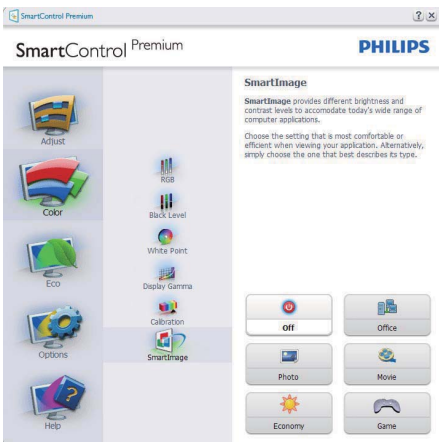 SmartControl Premium
SmartControl Premium
PHILIPS
Adjust
Color
Eco
Options
Help
RGB
Black Level
White Point
Display Gamma
Calibration
SmartImage
SmartImage
SmartImage provides different brightness and
contrast levels to accomodate today's wide range of
computer applications.
Choose the setting that is most comfortable or
efficient when viewing your application. Alternatively,
simply choose the one that best describes its type.
Off
Office
Photo
Movie
Economy
Game